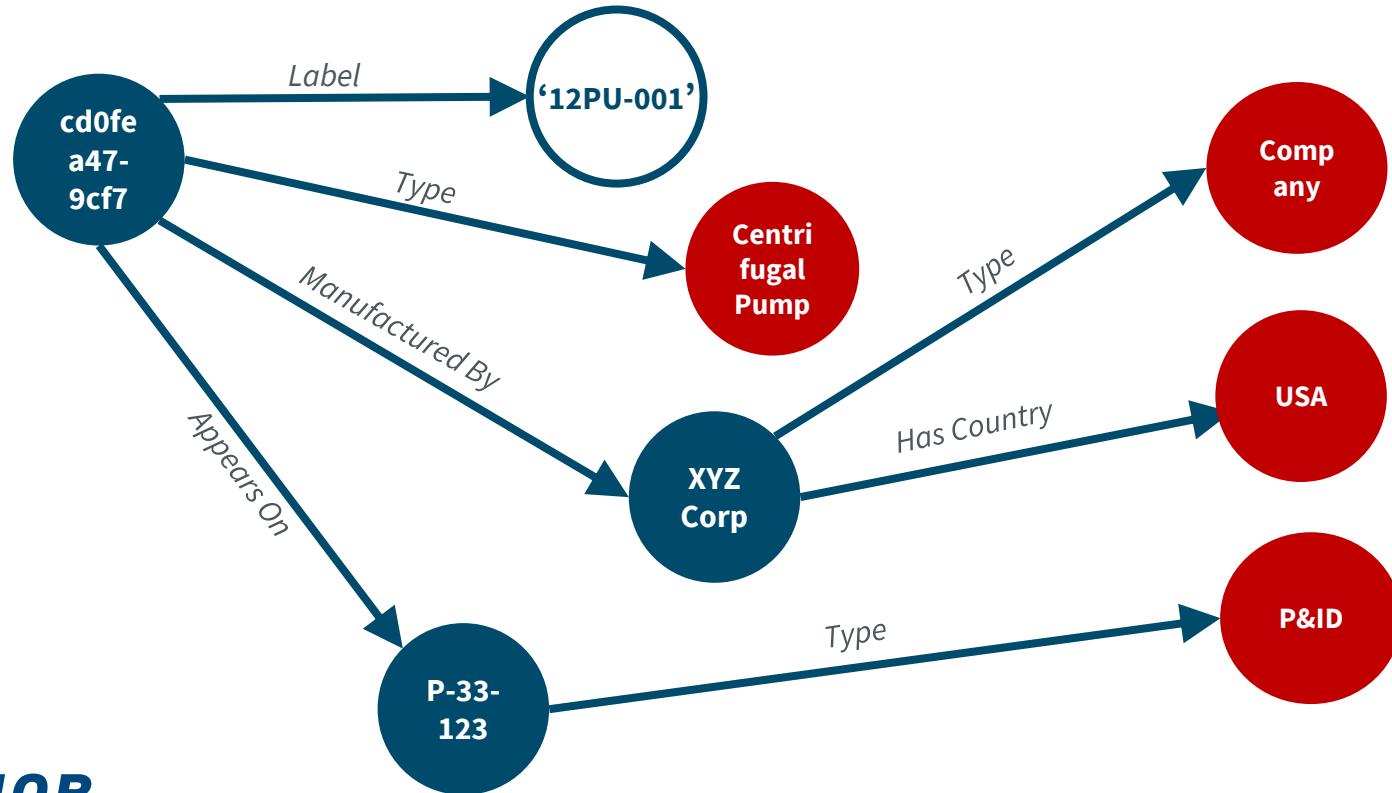 Label
‘12PU-001’
cd0fe
a47-
9cf7
Type
Centri
fugal
Pump
Comp
any
Manufactured By
Type
Appears On
XYZ
Corp
Has Country
USA
P-33-
123
Type
P&ID